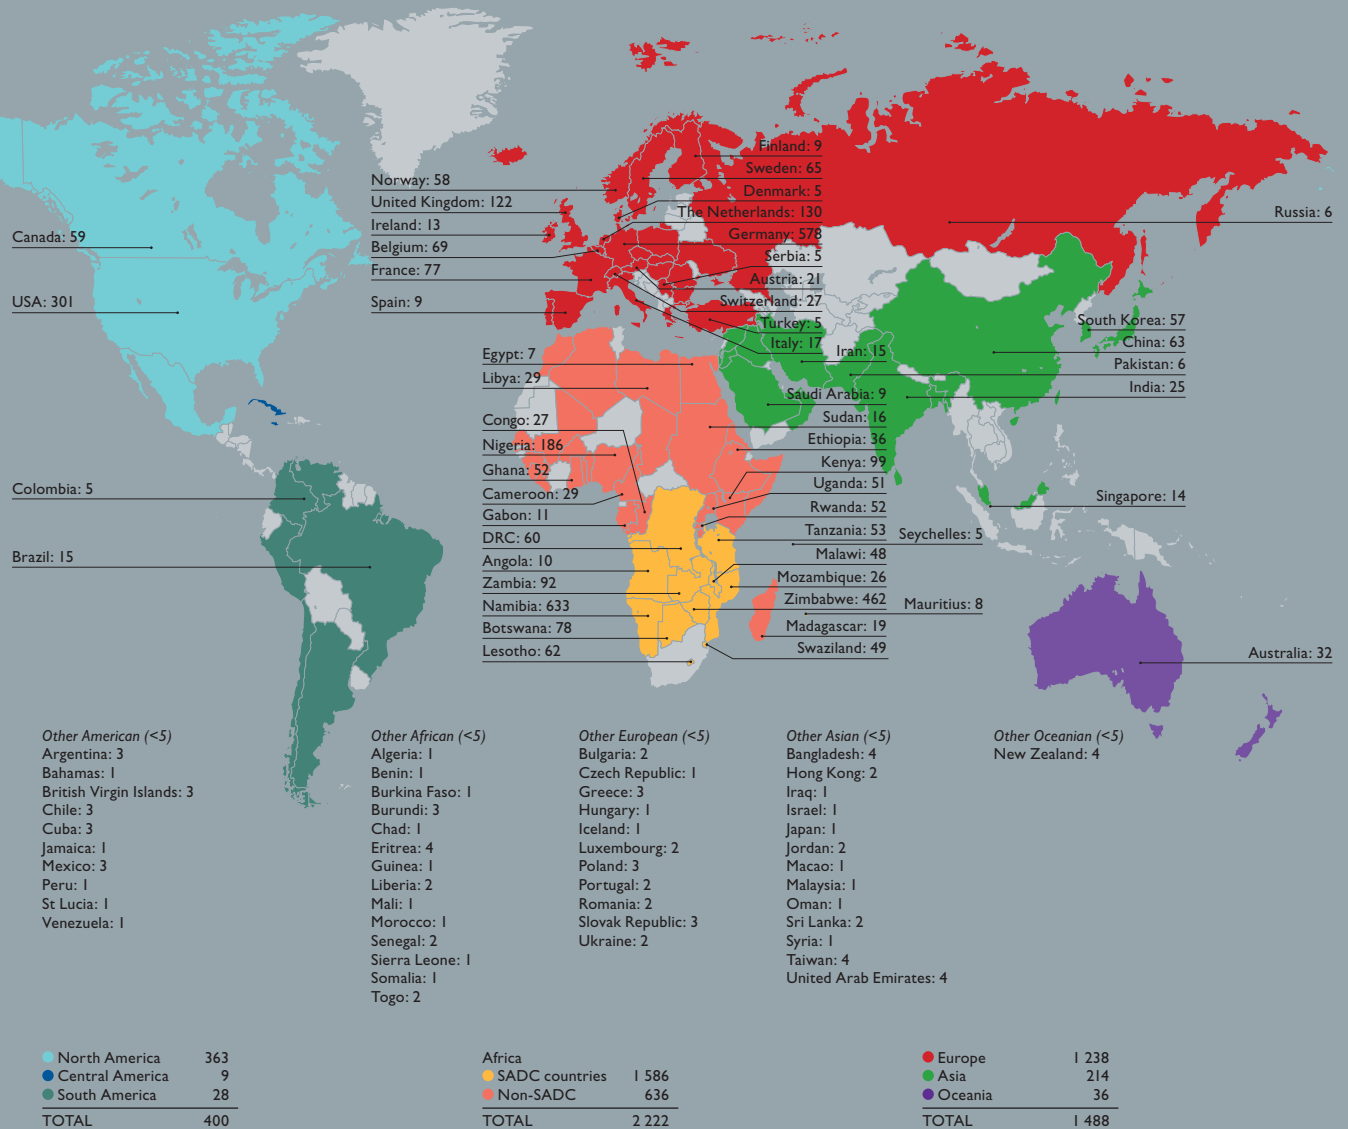 Canada: 59
USA: 301
Colombia: 5
Brazil: 15
Norway: 58
United Kingdom: 122
Ireland: 13
Belgium: 69
France: 77
Spain: 9
Finland: 9
Sweden: 65
Denmark: 5
The Netherlands: 130
Germany: 578
Serbia: 5
Austria: 21
Switzerland: 27
Turkey: 5
Italy: 17
Russia: 6
Egypt: 7
Libya: 29
Congo: 27
Nigeria: 186
Ghana: 52
Cameroon: 29
Gabon: 11
DRC: 60
Angola: 10
Zambia: 92
Namibia: 633
Botswana: 78
Lesotho: 62
Iran: 15
Saudi Arabia: 9
Sudan: 16
Ethiopia: 36
Kenya: 99
Uganda: 51
Rwanda: 52
Tanzania: 53
Malawi: 48
Mozambique: 26
Zimbabwe: 462
Madagascar: 19
Swaziland: 49
Seychelles: 5
Mauritius: 8
South Korea: 57
China: 63
Pakistan: 6
India: 25
Singapore: 14
Australia: 32
Other American (<5)
Argentina: 3
Bahamas: 1
British Virgin Islands: 3
Chile: 3
Cuba: 3
Jamaica: 1
Mexico: 3
Peru: 1
St Lucia: 1
Venezuela: 1
Other African (<5)
Algeria: 1
Benin: 1
Burkina Faso: 1
Burundi: 3
Chad: 1
Eritrea: 4
Guinea: 1
Liberia: 2
Mali: 1
Morocco: 1
Senegal: 2
Sierra Leone: 1
Somalia: 1
Togo: 2
Other European (<5)
Bulgaria: 2
Czech Republic: 1
Greece: 3
Hungary: 1
Iceland: 1
Luxembourg: 2
Poland: 3
Portugal: 2
Romania: 2
Slovak Republic: 3
Ukraine: 2
Other Asian (<5)
Bangladesh: 4
Hong Kong: 2
Iraq: 1
Israel: 1
Japan: 1
Jordan: 2
Macao: 1
Malaysia: 1
Oman: 1
Sri Lanka: 2
Syria: 1
Taiwan: 4
United Arab Emirates: 4
Other Oceanian (<5)
New Zealand: 4
North America 363
Central America 9
South America 28
TOTAL 400
Africa
SADC countries 1 586
Non-SADC 636
TOTAL 2 222
Europe 1 238
Asia 214
Oceania 36
TOTAL 1 488